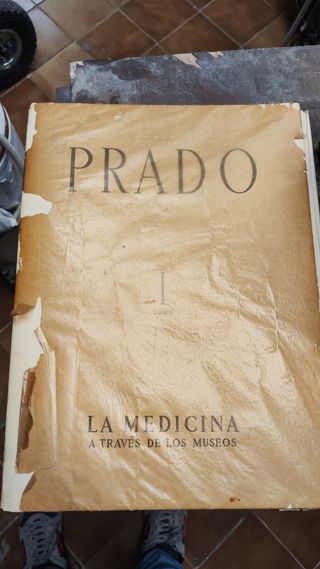 PRADO
I
TOMO
LA MEDICINA
A TRAVÉS DE LOS MUSEOS